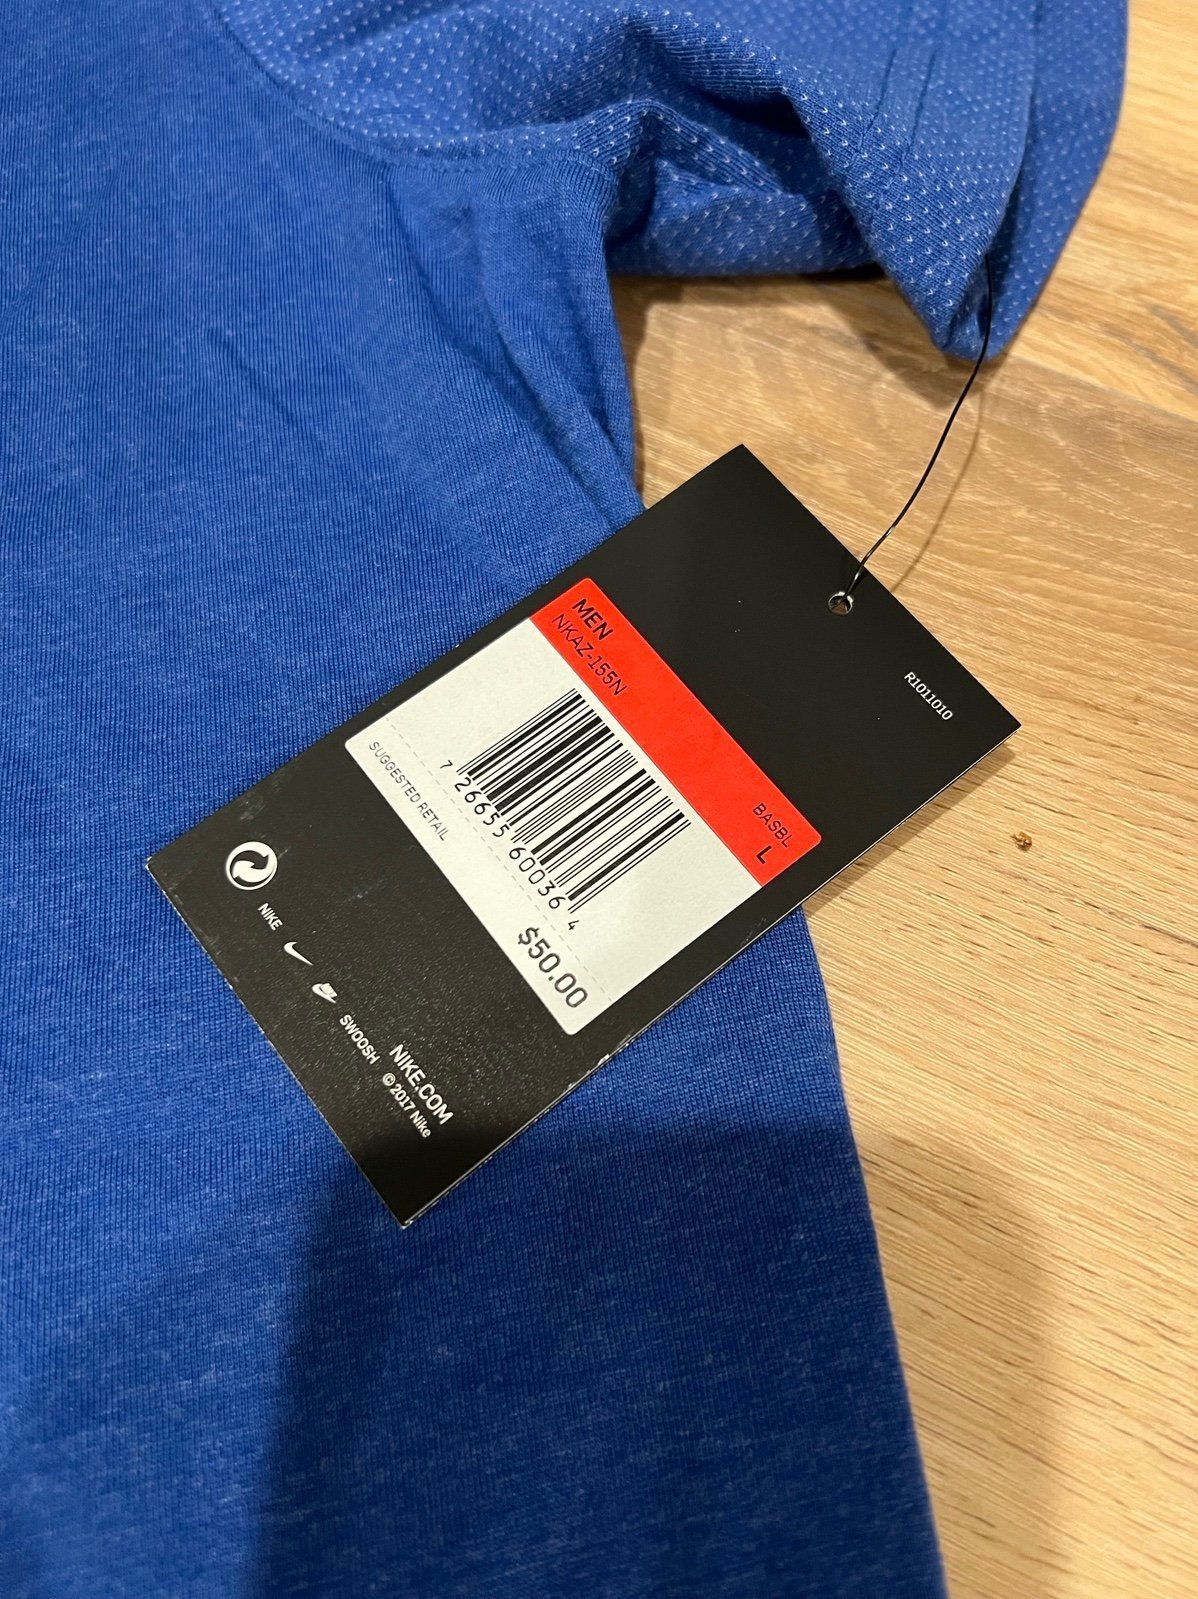 R1011010
MEN
NKAZ-155N
BASBL
L
7 26655 60036 4
SUGGESTED RETAIL
$50.00
NIKE
SWOOSH
NIKE.COM
© 2017 Nike